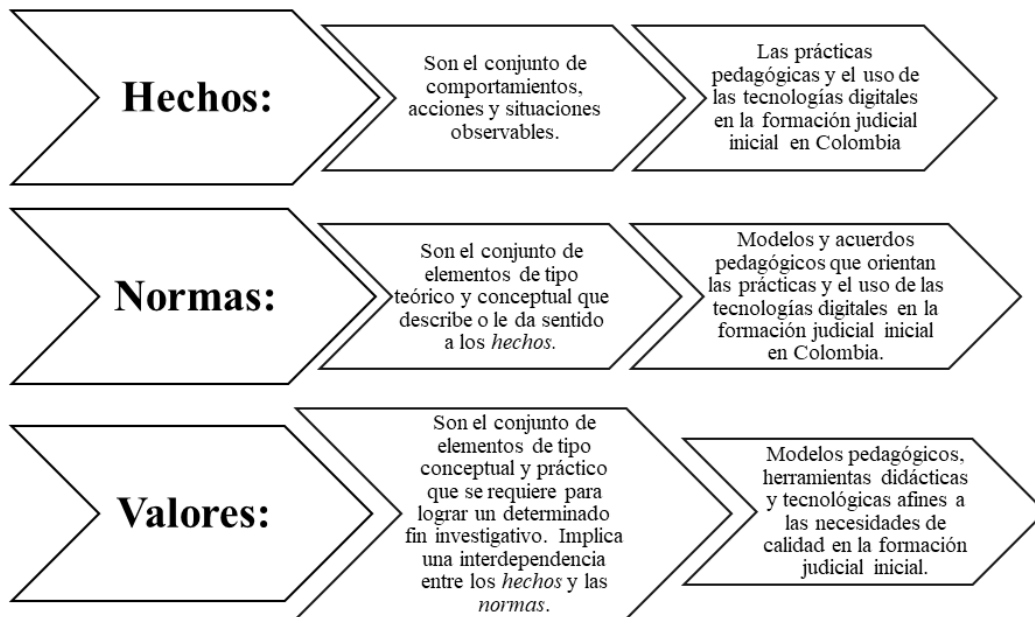 Hechos:
Son el conjunto de
comportamientos,
acciones y situaciones
observables.
Las prácticas
pedagógicas y el uso de
las tecnologías digitales
en la formación judicial
inicial en Colombia
Normas:
Son el conjunto de
elementos de tipo
teórico y conceptual que
describe o le da sentido
a los hechos.
Modelos y acuerdos
pedagógicos que orientan
las prácticas y el uso de las
tecnologías digitales en la
formación judicial inicial
en Colombia.
Valores:
Son el conjunto de
elementos de tipo
conceptual y práctico
que se requiere para
lograr un determinado
fin investigativo. Implica
una interdependencia
entre los hechos y las
normas.
Modelos pedagógicos,
herramientas didácticas
y tecnológicas afines a
las necesidades de
calidad en la formación
judicial inicial.